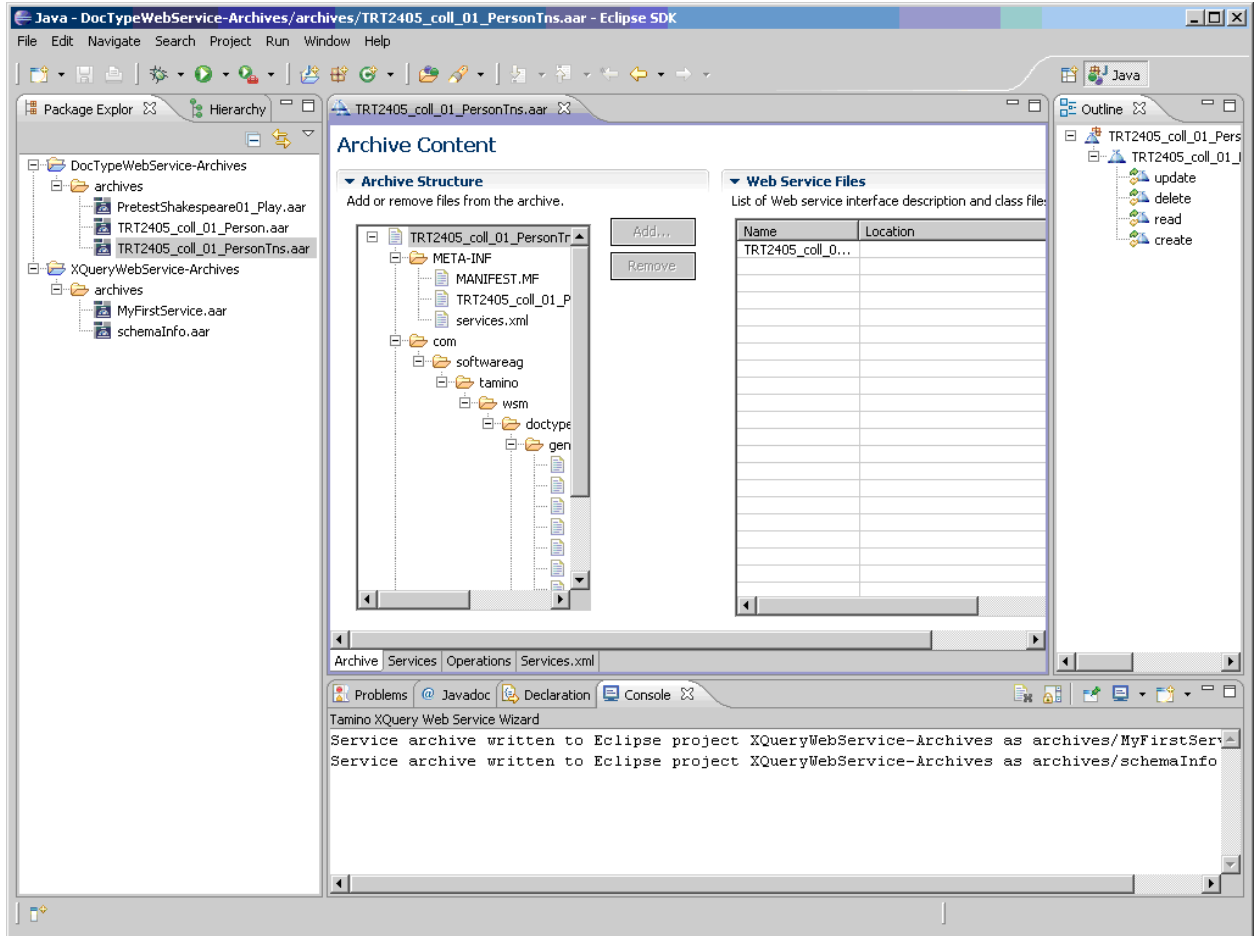 Java - DocTypeWebService-Archives/archives/TRT2405_coll_01_PersonTns.aar - Eclipse SDK
File Edit Navigate Search Project Run Window Help
Java
Package Explor Hierarchy
DocTypeWebService-Archives
archives
PretestShakespeare01_Play.aar
TRT2405_coll_01_Person.aar
TRT2405_coll_01_PersonTns.aar
XQueryWebService-Archives
archives
MyFirstService.aar
schemaInfo.aar
TRT2405_coll_01_PersonTns.aar
Archive Content
Archive Structure
Add or remove files from the archive.
TRT2405_coll_01_PersonTr
META-INF
MANIFEST.MF
TRT2405_coll_01_P
services.xml
com
softwareag
tamino
wsm
doctype
gen
Add...
Remove
Web Service Files
List of Web service interface description and class file
Name Location
TRT2405_coll_0...
Archive Services Operations Services.xml
Outline
TRT2405_coll_01_Pers
TRT2405_coll_01_
update
delete
read
create
Problems @ Javadoc Declaration Console
Tamino XQuery Web Service Wizard
Service archive written to Eclipse project XQueryWebService-Archives as archives/MyFirstServ
Service archive written to Eclipse project XQueryWebService-Archives as archives/schemaInfo